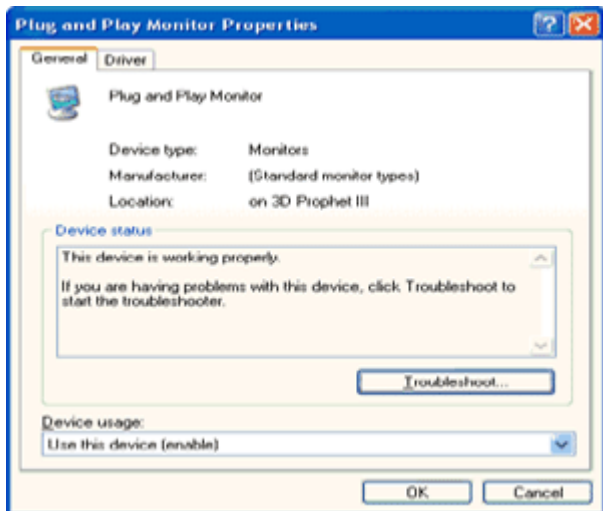 Plug and Play Monitor Properties
General Driver
Plug and Play Monitor
Device type: Monitors
Manufacturer: (Standard monitor types)
Location: on 3D Prophet III
Device status
This device is working properly.
If you are having problems with this device, click Troubleshoot to
start the troubleshooter.
Troubleshoot...
Device usage:
Use this device (enable)
OK Cancel